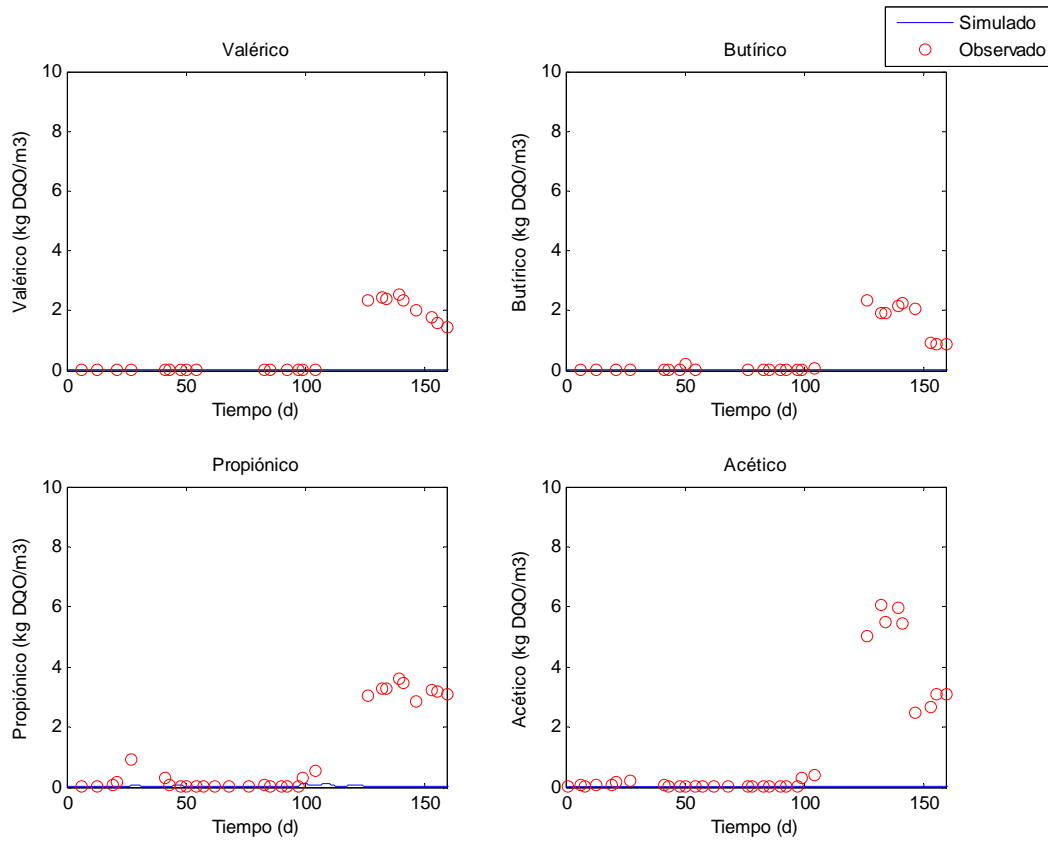 Simulado
Observado
Valérico
Valérico (kg DQO/m3)
10
8
6
4
2
0
0 50 100 150
Tiempo (d)
Butírico
Butírico (kg DQO/m3)
10
8
6
4
2
0
0 50 100 150
Tiempo (d)
Propiónico
Propiónico (kg DQO/m3)
10
8
6
4
2
0
0 50 100 150
Tiempo (d)
Acético
Acético (kg DQO/m3)
10
8
6
4
2
0
0 50 100 150
Tiempo (d)